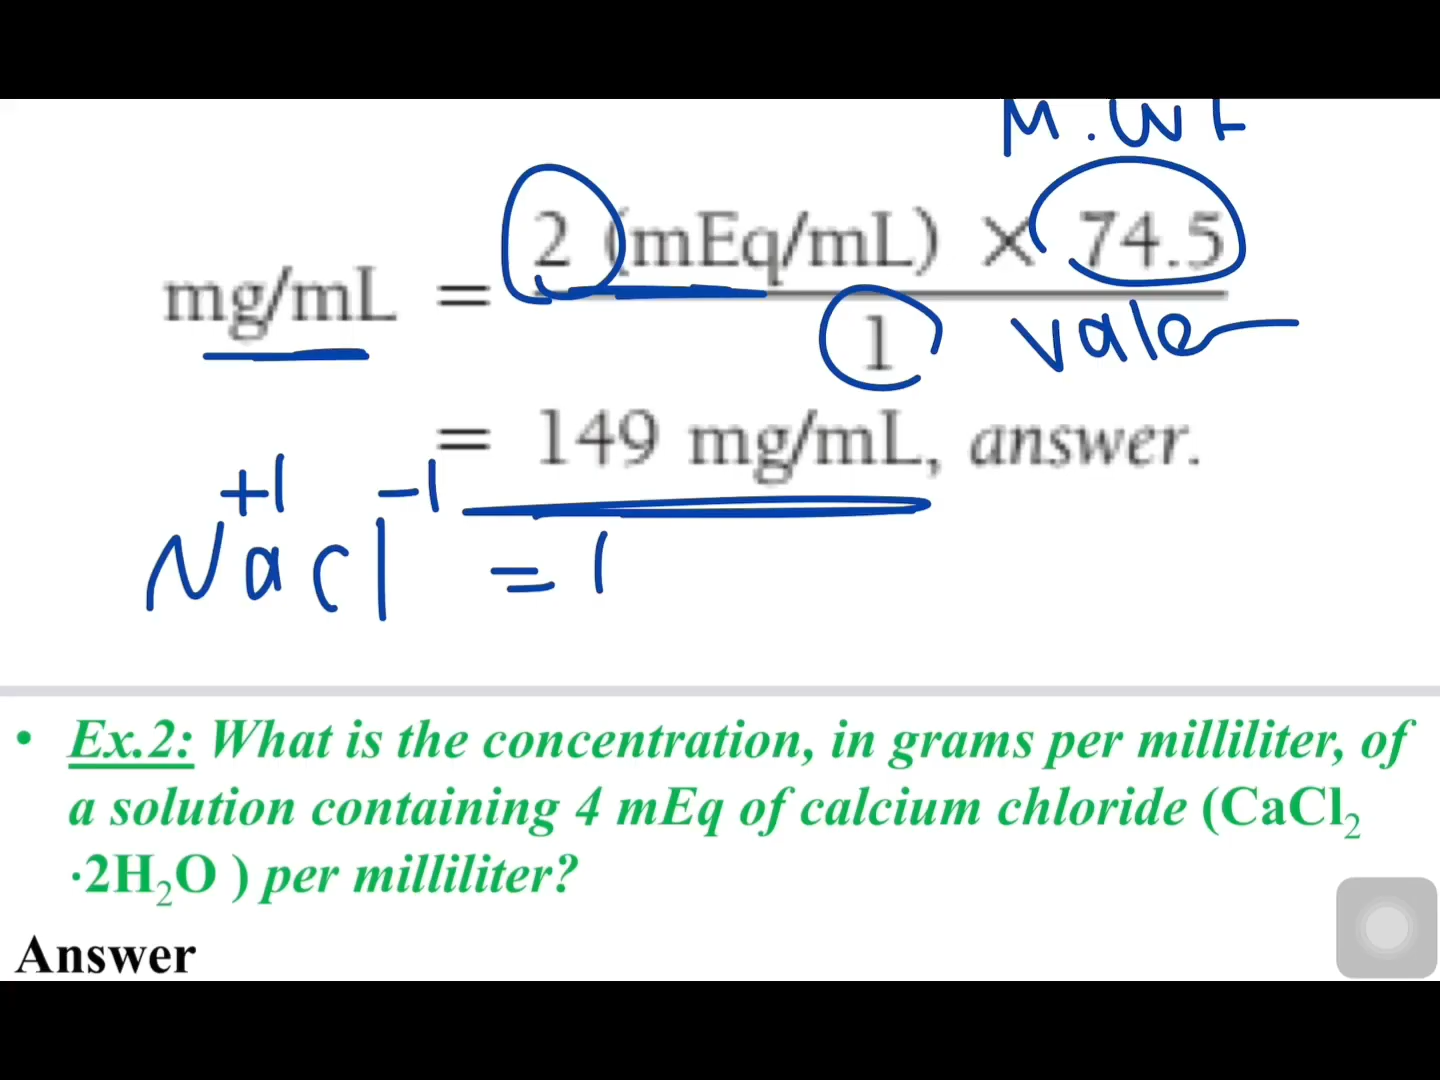 M.wt
2 (mEq/mL) × 74.5
mg/mL =
1 vale
= 149 mg/mL, answer.
+1 -1
NaCl = 1
• Ex.2: What is the concentration, in grams per milliliter, of
a solution containing 4 mEq of calcium chloride (CaCl₂
·2H₂O ) per milliliter?
Answer